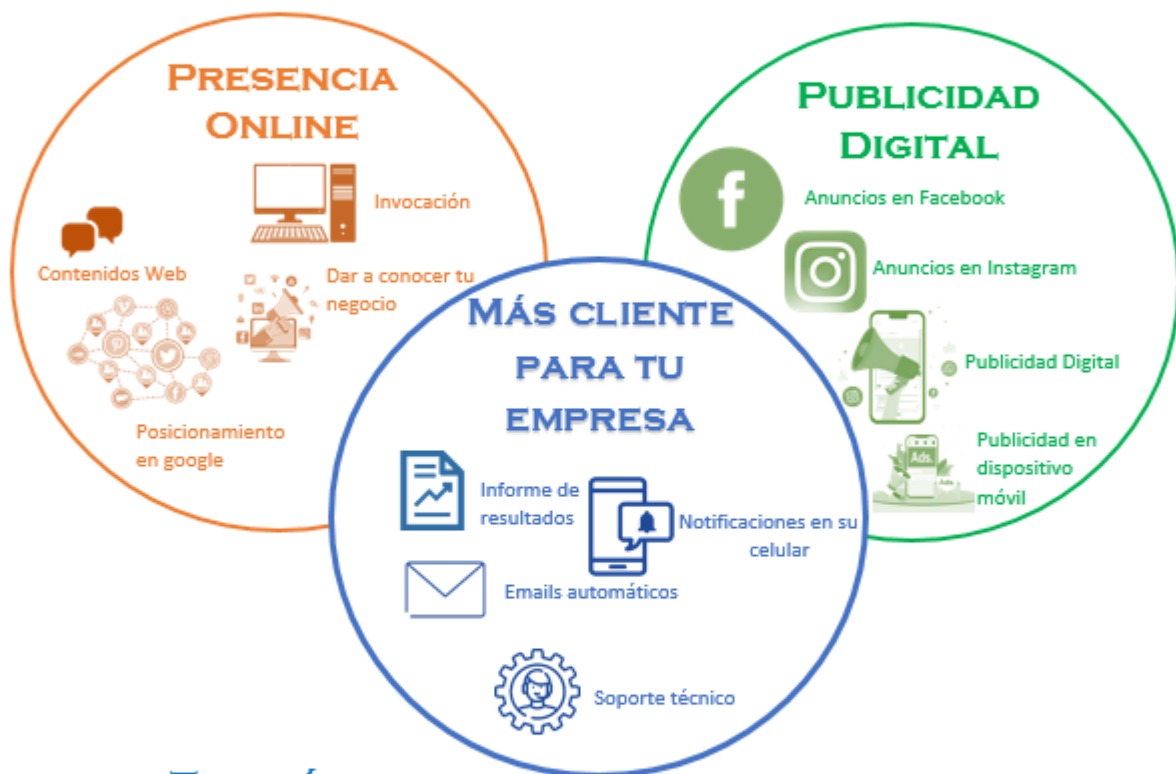 PRESENCIA
ONLINE
Invocación
Contenidos Web
Dar a conocer tu
negocio
Posicionamiento
en google
PUBLICIDAD
DIGITAL
f
Anuncios en Facebook
Anuncios en Instagram
Publicidad Digital
Ads.
Ads
Publicidad en
dispositivo
móvil
MÁS CLIENTE
PARA TU
EMPRESA
Informe de
resultados
Notificaciones en su
celular
Emails automáticos
Soporte técnico